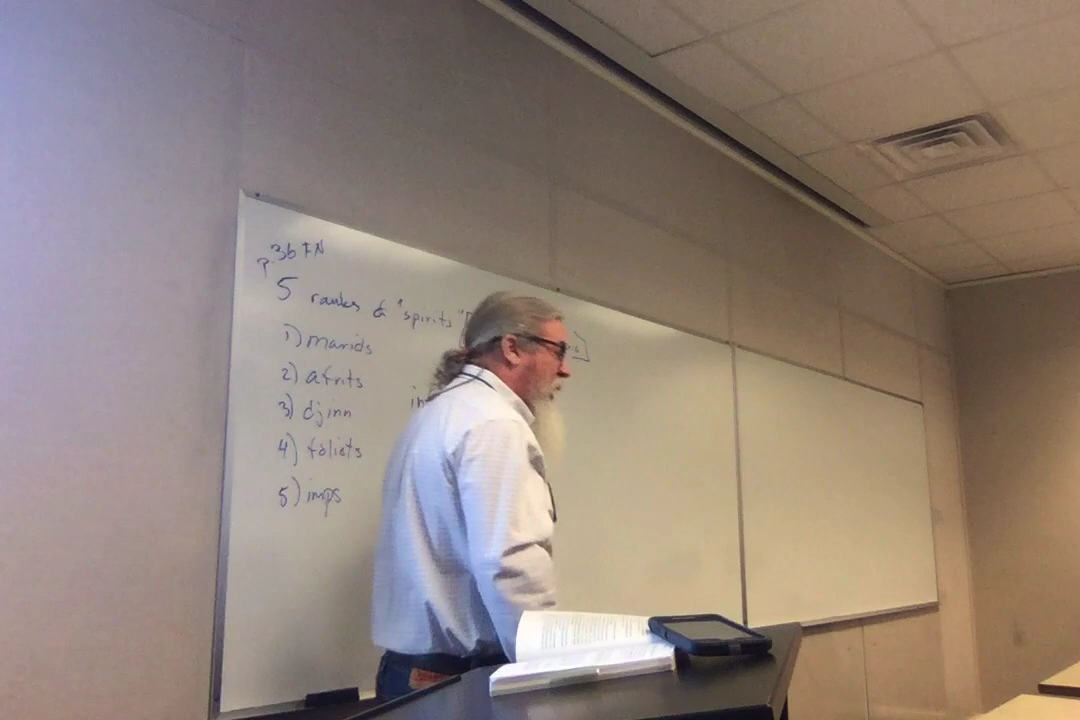 p. 36 FN
5 ranks of "spirits"
1) marids
2) afrits
3) djinn
4) foliots
5) imps